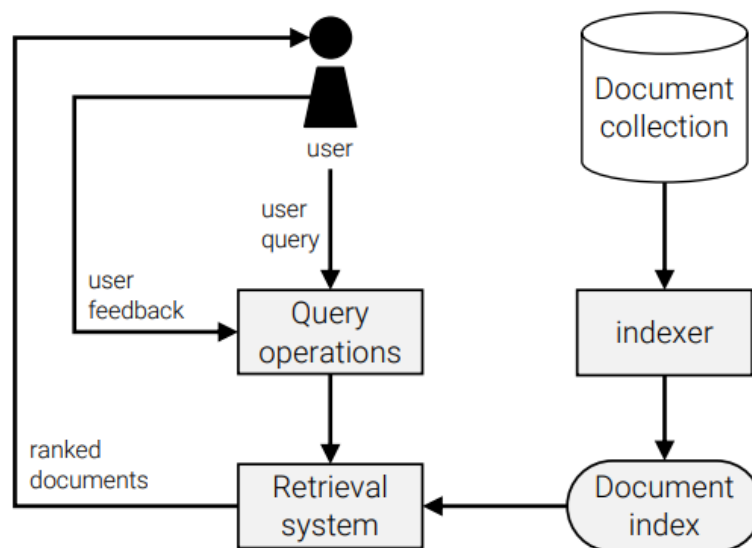 Document
collection
user
user
query
user
feedback
Query
operations
indexer
ranked
documents
Retrieval
system
Document
index